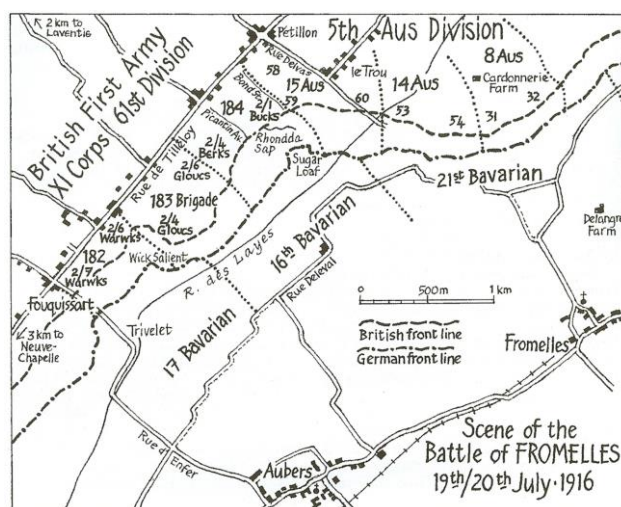 2 km to
Laventie
British First Army
XI Corps 61st Division
Pétillon
5th Aus Division
Rue Delvas
58
15 Aus
59
le Trou
14 Aus
60
53
8 Aus
Cardonnerie
Farm
54
31
32
Bond St.
184
2/1
Bucks
Picantin Av.
Rhondda
Sap
Sugar
Loaf
2/4
Berks
2/6
Gloucs
Rue de Tilleloy
183 Brigade
2/4
Gloucs
2/6
Warwks
182
2/7
Warwks
Wick Salient
Fouquissart
3 km to
Neuve-
Chapelle
Trivelet
R. des Layes
16th Bavarian
Rue Deleval
17 Bavarian
21st Bavarian
Delangre
Farm
0 500m 1 km
British front line
German front line
Fromelles
Rue d'Enfer
Aubers
Scene of the
Battle of FROMELLES
19th/20th July·1916